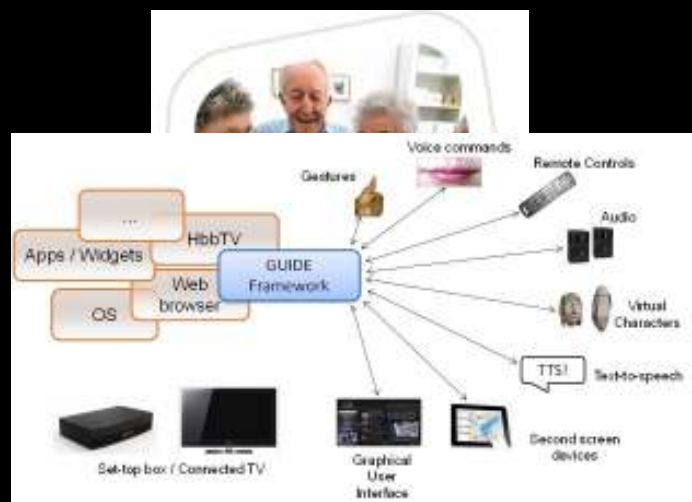 Voice commands
Gestures
Remote Controls
...
HbbTV
Audio
Apps / Widgets
GUIDE
Framework
Web
browser
OS
Virtual
Characters
TTS!
Text-to-speech
Second screen
devices
Set-top box / Connected TV
Graphical
User
Interface